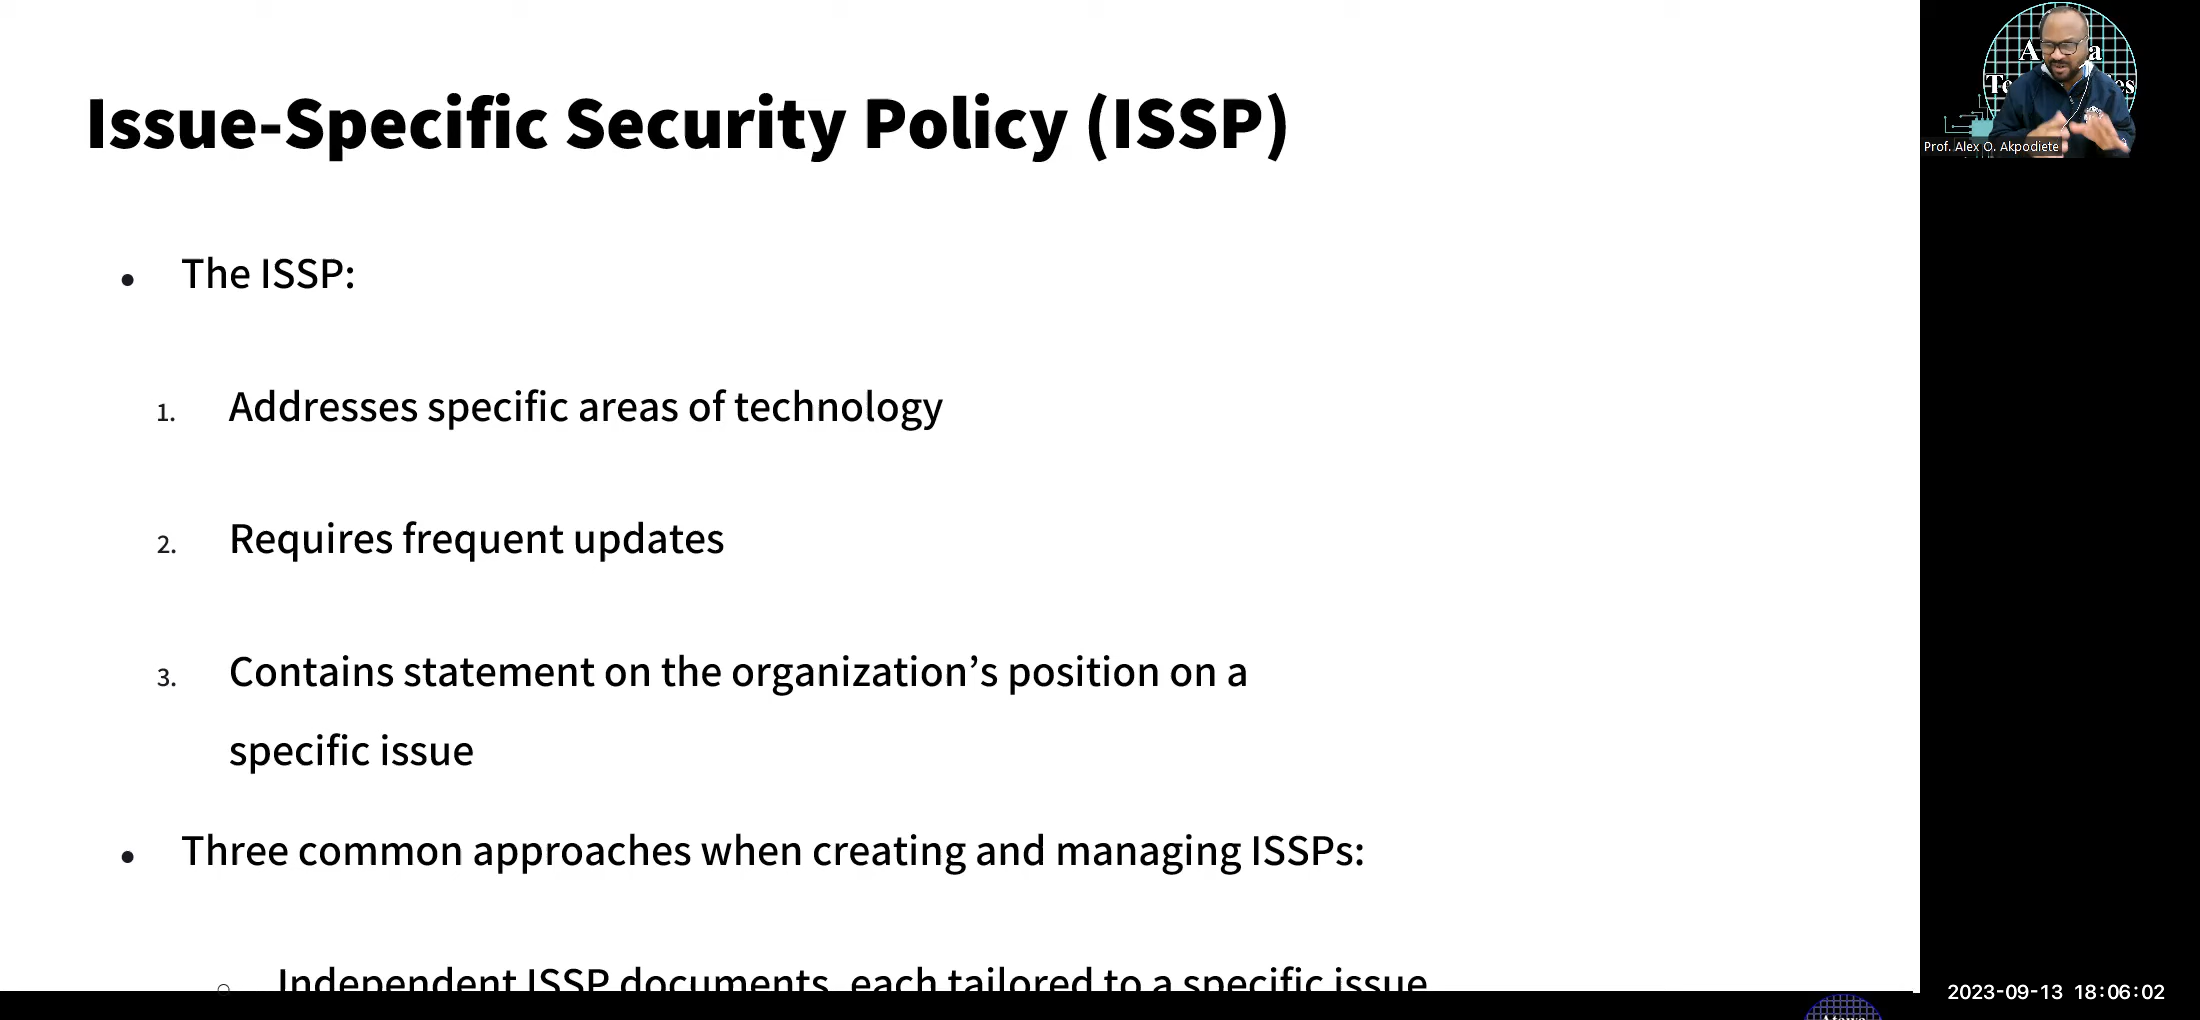 Issue-Specific Security Policy (ISSP)
• The ISSP:
1. Addresses specific areas of technology
2. Requires frequent updates
3. Contains statement on the organization’s position on a
specific issue
• Three common approaches when creating and managing ISSPs:
○ Independent ISSP documents, each tailored to a specific issue
Prof. Alex O. Akpodiete
2023-09-13 18:06:02